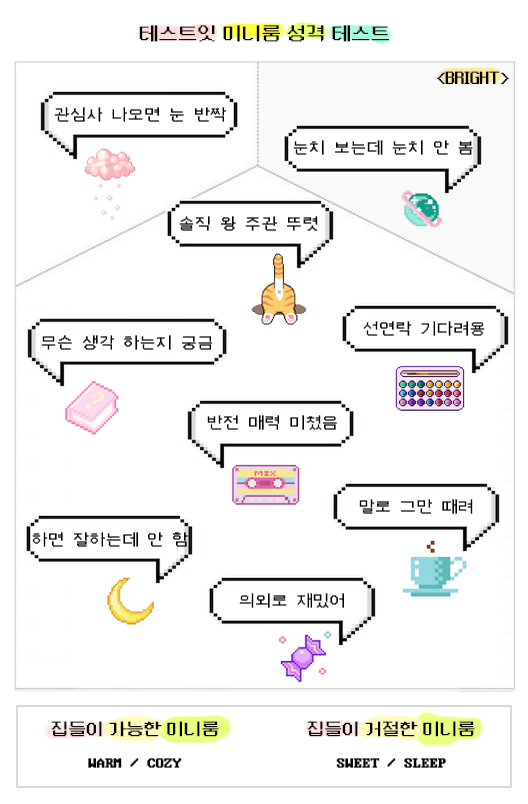 테스트잇 미니룸 성격 테스트
<BRIGHT>
관심사 나오면 눈 반짝
눈치 보는데 눈치 안 봄
솔직 왕 주관 뚜렷
무슨 생각 하는지 궁금
선연락 기다려용
반전 매력 미쳤음
말로 그만 때려
하면 잘하는데 안 함
의외로 재밌어
MIX
집들이 가능한 미니룸
집들이 거절한 미니룸
WARM / COZY
SWEET / SLEEP